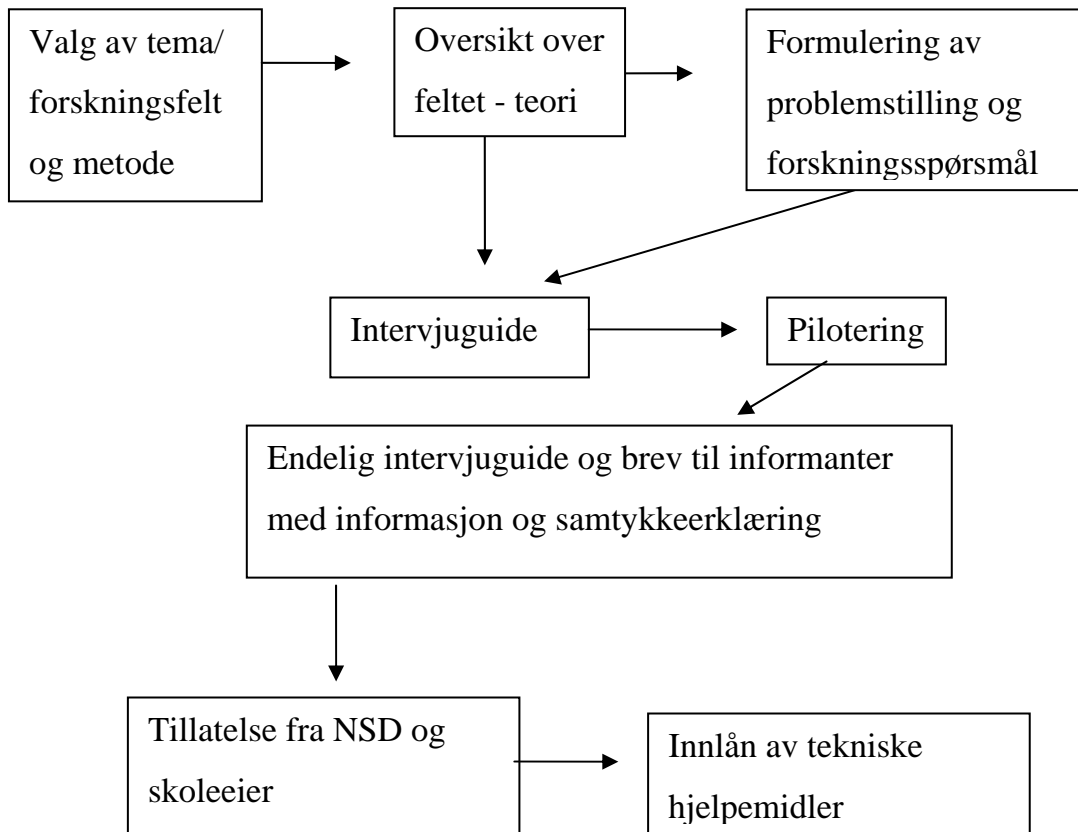 Valg av tema/
forskningsfelt
og metode
Oversikt over
feltet - teori
Formulering av
problemstilling og
forskningsspørsmål
Intervjuguide
Pilotering
Endelig intervjuguide og brev til informanter
med informasjon og samtykkeerklæring
Tillatelse fra NSD og
skoleeier
Innlån av tekniske
hjelpemidler